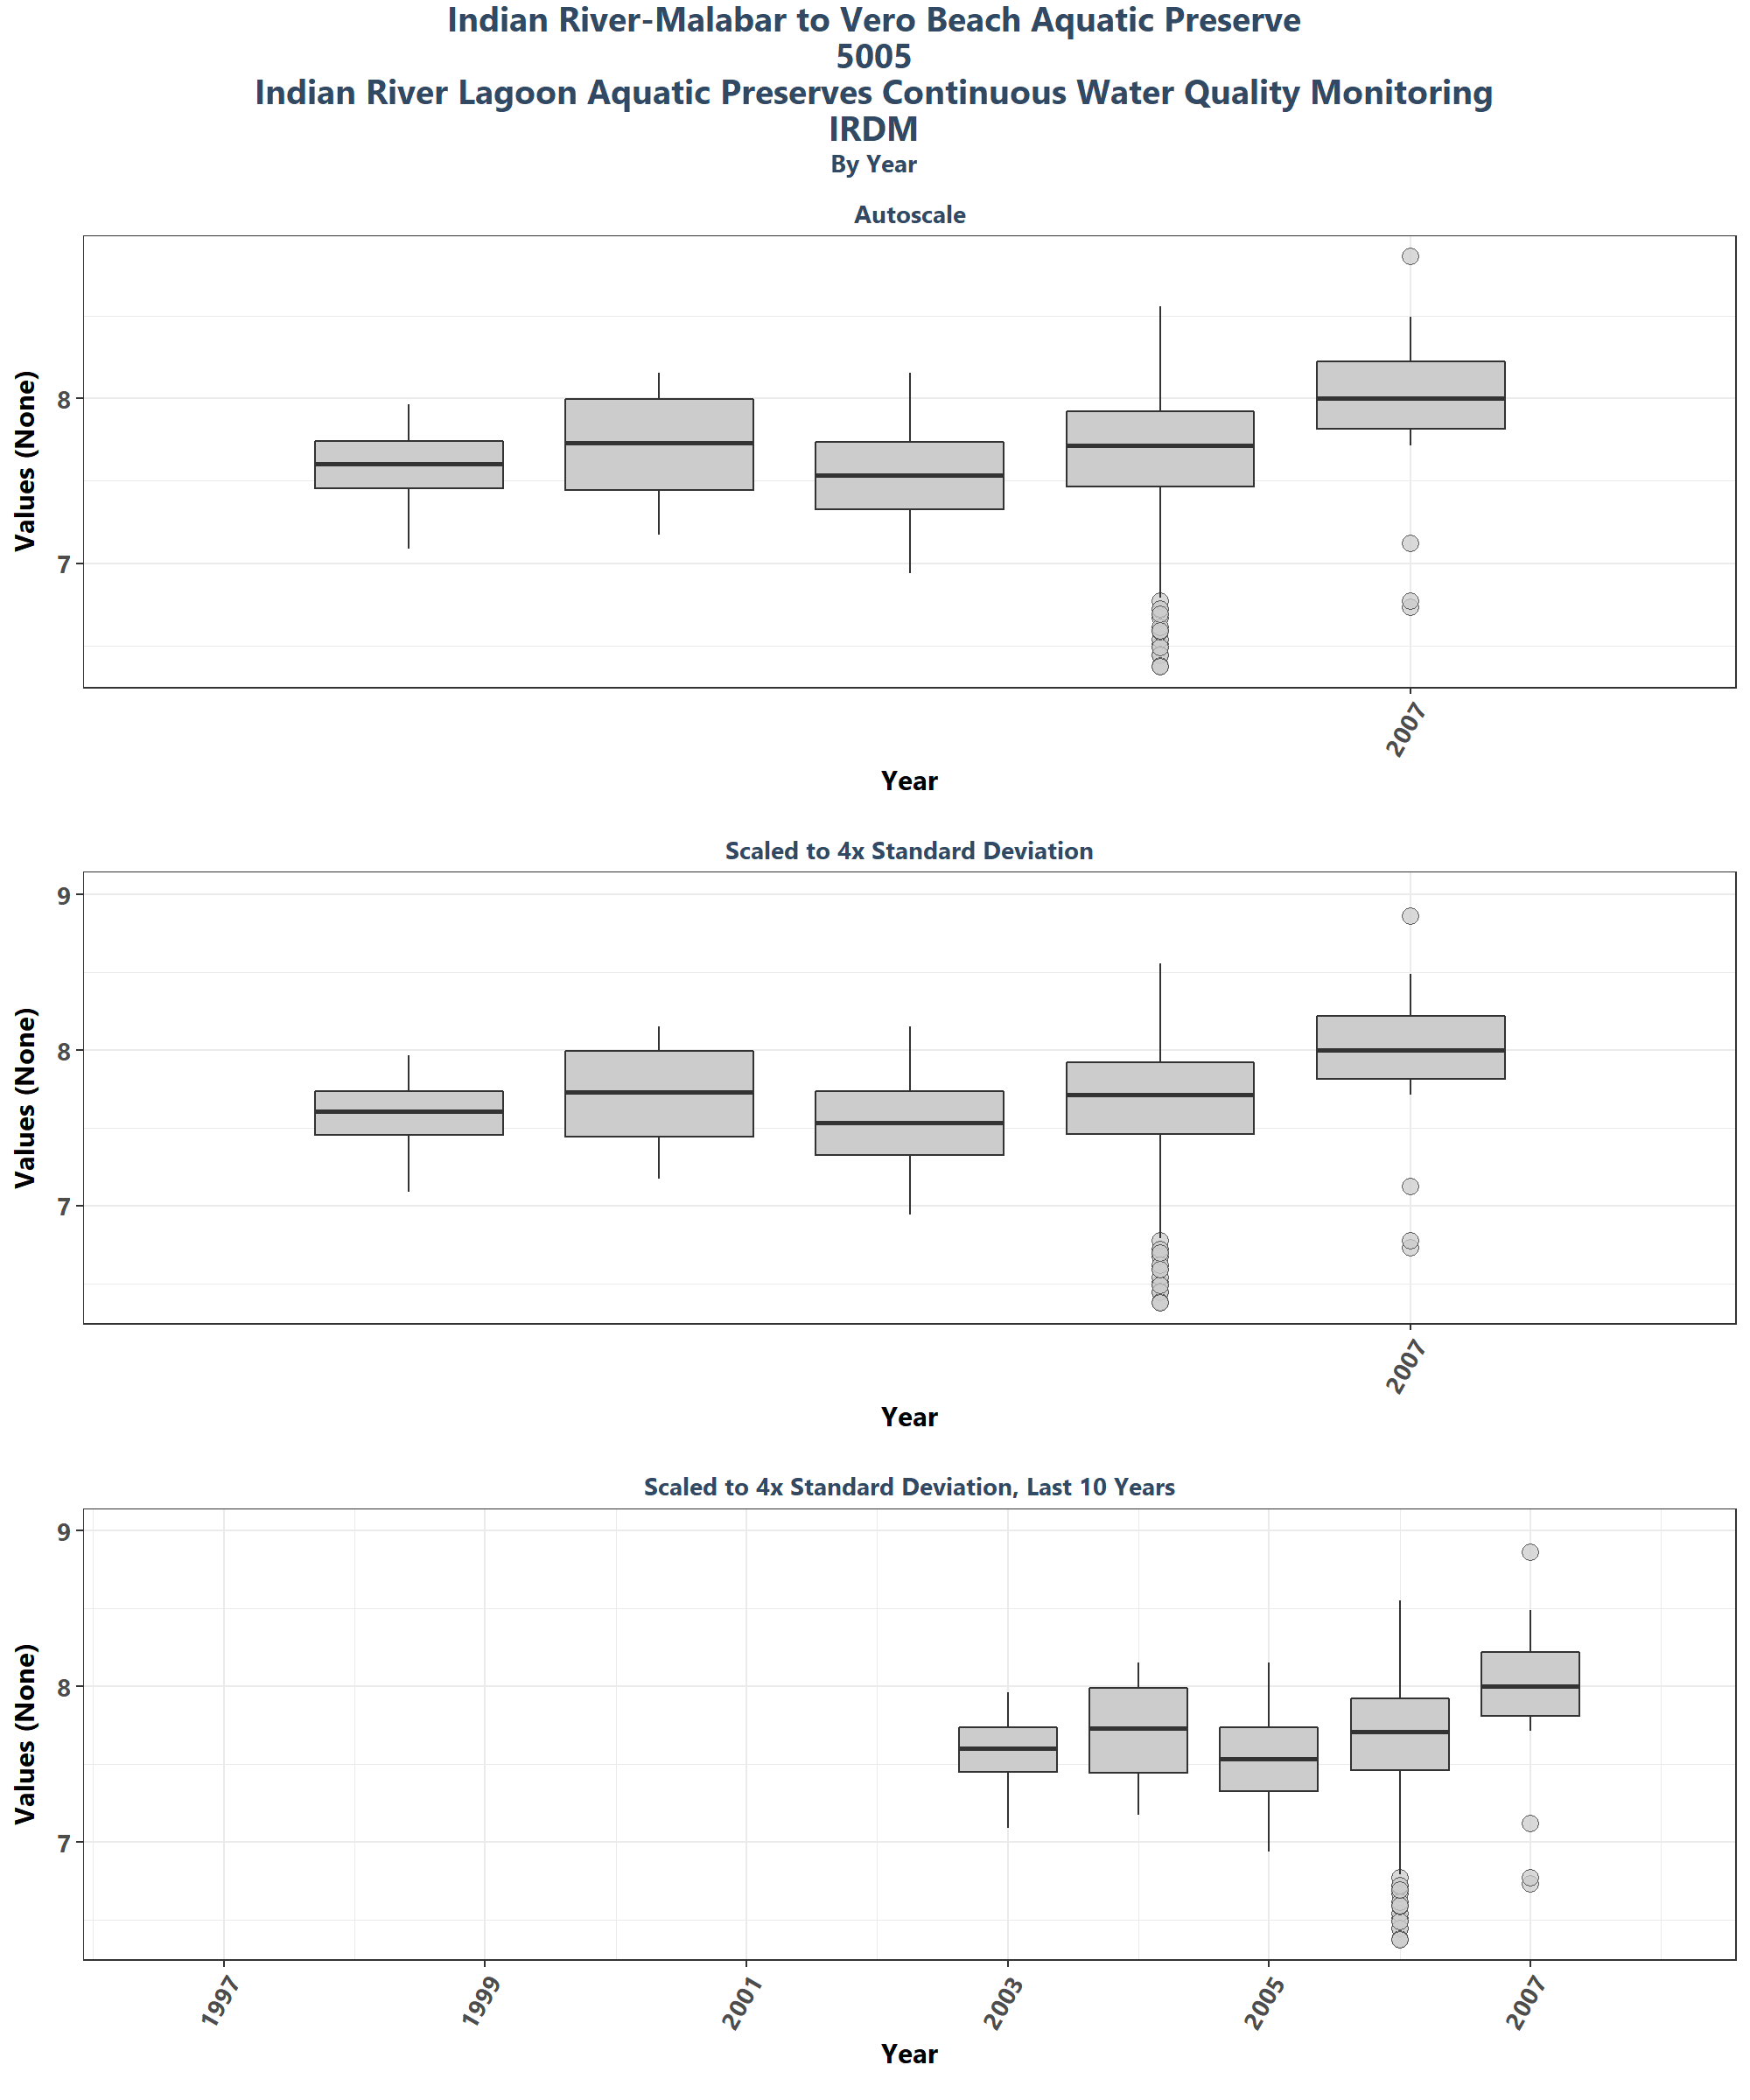 Indian River-Malabar to Vero Beach Aquatic Preserve
5005
Indian River Lagoon Aquatic Preserves Continuous Water Quality Monitoring
IRDM
By Year
Autoscale
Values (None)
8
7
2007
Year
Scaled to 4x Standard Deviation
Values (None)
9
8
7
2007
Year
Scaled to 4x Standard Deviation, Last 10 Years
Values (None)
9
8
7
1997
1999
2001
2003
2005
2007
Year